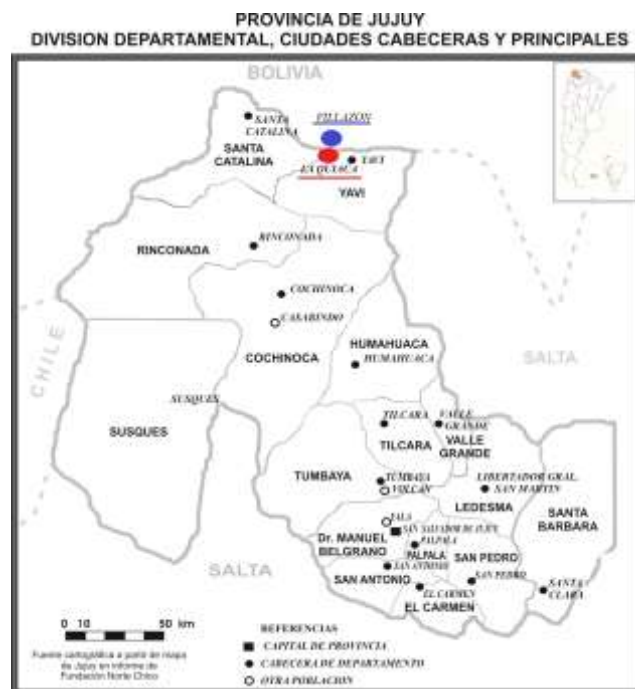 PROVINCIA DE JUJUY
DIVISION DEPARTAMENTAL, CIUDADES CABECERAS Y PRINCIPALES
BOLIVIA
SANTA
CATALINA
VILLAZON
SANTA
CATALINA
LA QUIACA
YAVI
YAVI
RINCONADA
RINCONADA
COCHINOCA
CASABINDO
COCHINOCA
HUMAHUACA
HUMAHUACA
CHILE
SALTA
SUSQUES
SUSQUES
TILCARA
VALLE
GRANDE
TILCARA
VALLE
GRANDE
TUMBAYA
TUMBAYA
VOLCAN
LIBERTADOR GRAL.
SAN MARTIN
LEDESMA
SANTA
BARBARA
YALA
SAN SALVADOR DE JUJUY
Dr. MANUEL
BELGRANO
PALPALA
PALPALA
SAN PEDRO
SALTA
SAN ANTONIO
SAN ANTONIO
SAN PEDRO
EL CARMEN
EL CARMEN
SANTA
CLARA
0 10 50 km
Fuente cartográfica a partir de mapa
de Jujuy en informe de
Fundación Norte Chico
REFERENCIAS
CAPITAL DE PROVINCIA
CABECERA DE DEPARTAMENTO
OTRA POBLACION